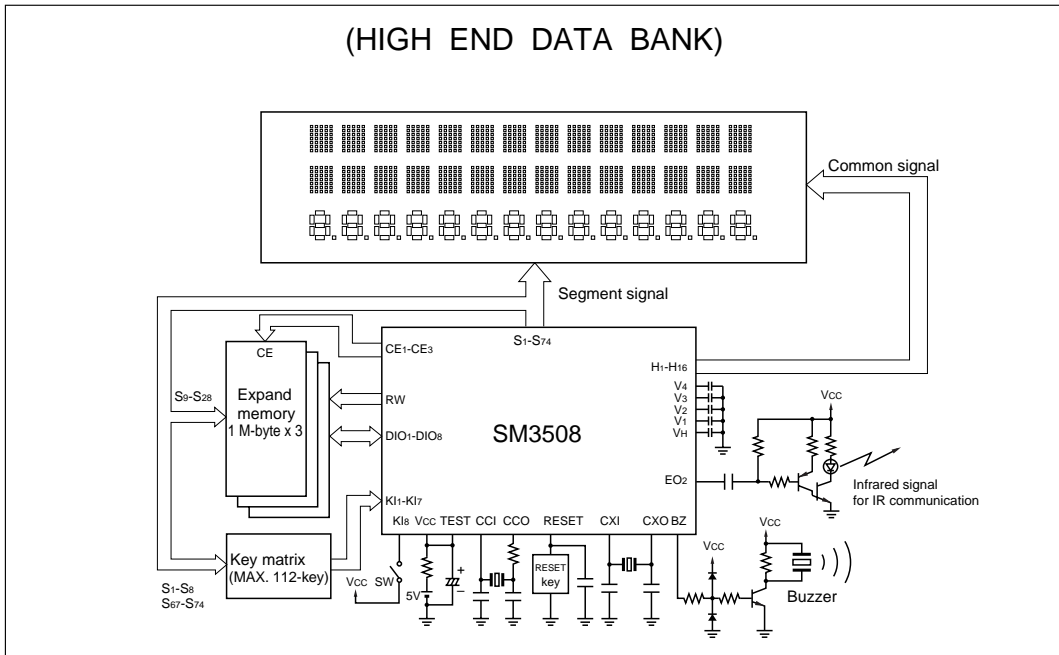 (HIGH END DATA BANK)
Common signal
Segment signal
S1-S74
CE1-CE3
CE
H1-H16
S9-S28
Expand
memory
1 M-byte x 3
RW
DIO1-DIO8
SM3508
V4
V3
V2
V1
VH
VCC
EO2
Infrared signal
for IR communication
KI1-KI7
KI8 VCC TEST CCI CCO RESET CXI CXO BZ
Key matrix
(MAX. 112-key)
S1-S8
S67-S74
VCC
SW
5V
+
–
RESET
key
VCC
VCC
Buzzer